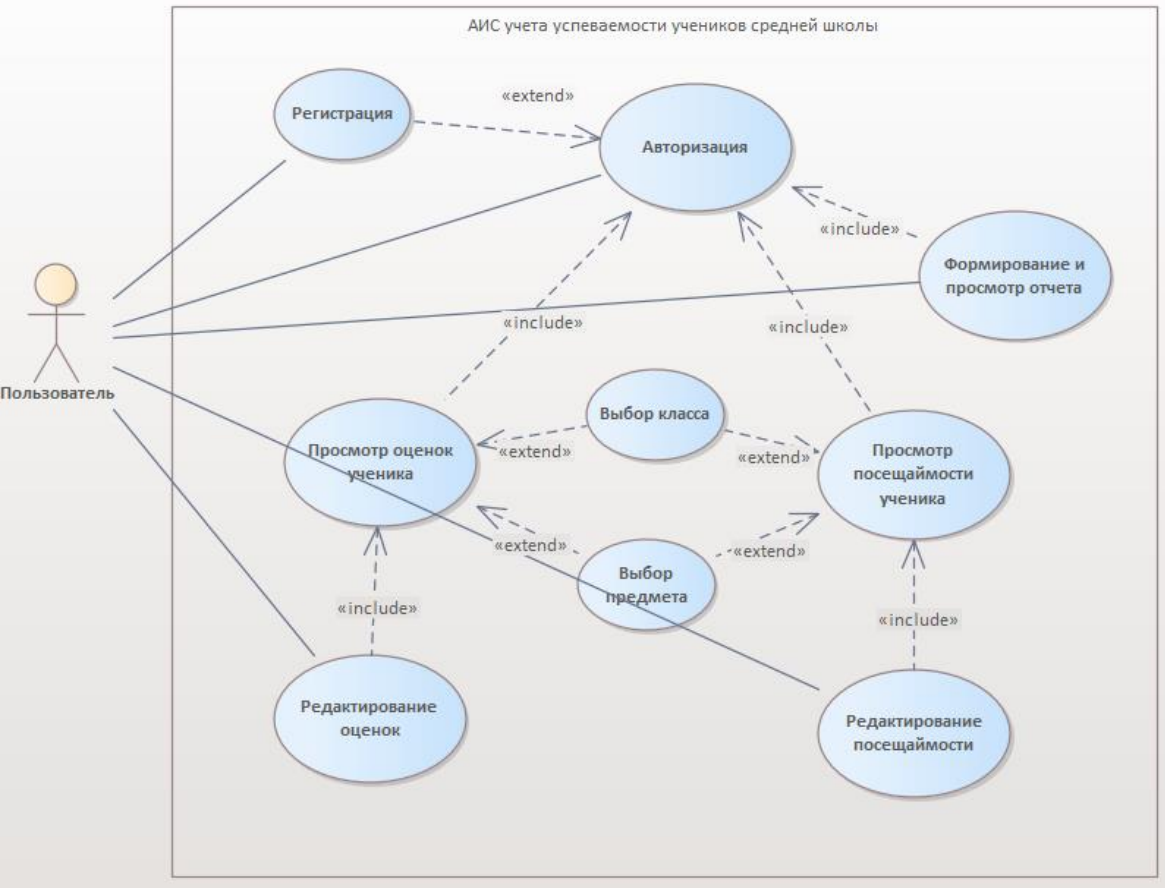 АИС учета успеваемости учеников средней школы
Регистрация
«extend»
Авторизация
«include»
Формирование и
просмотр отчета
«include»
«include»
Пользователь
Выбор класса
Просмотр оценок
ученика
«extend»
«extend»
Просмотр
посещаймости
ученика
«extend»
«extend»
Выбор
предмета
«include»
«include»
Редактирование
оценок
Редактирование
посещаймости